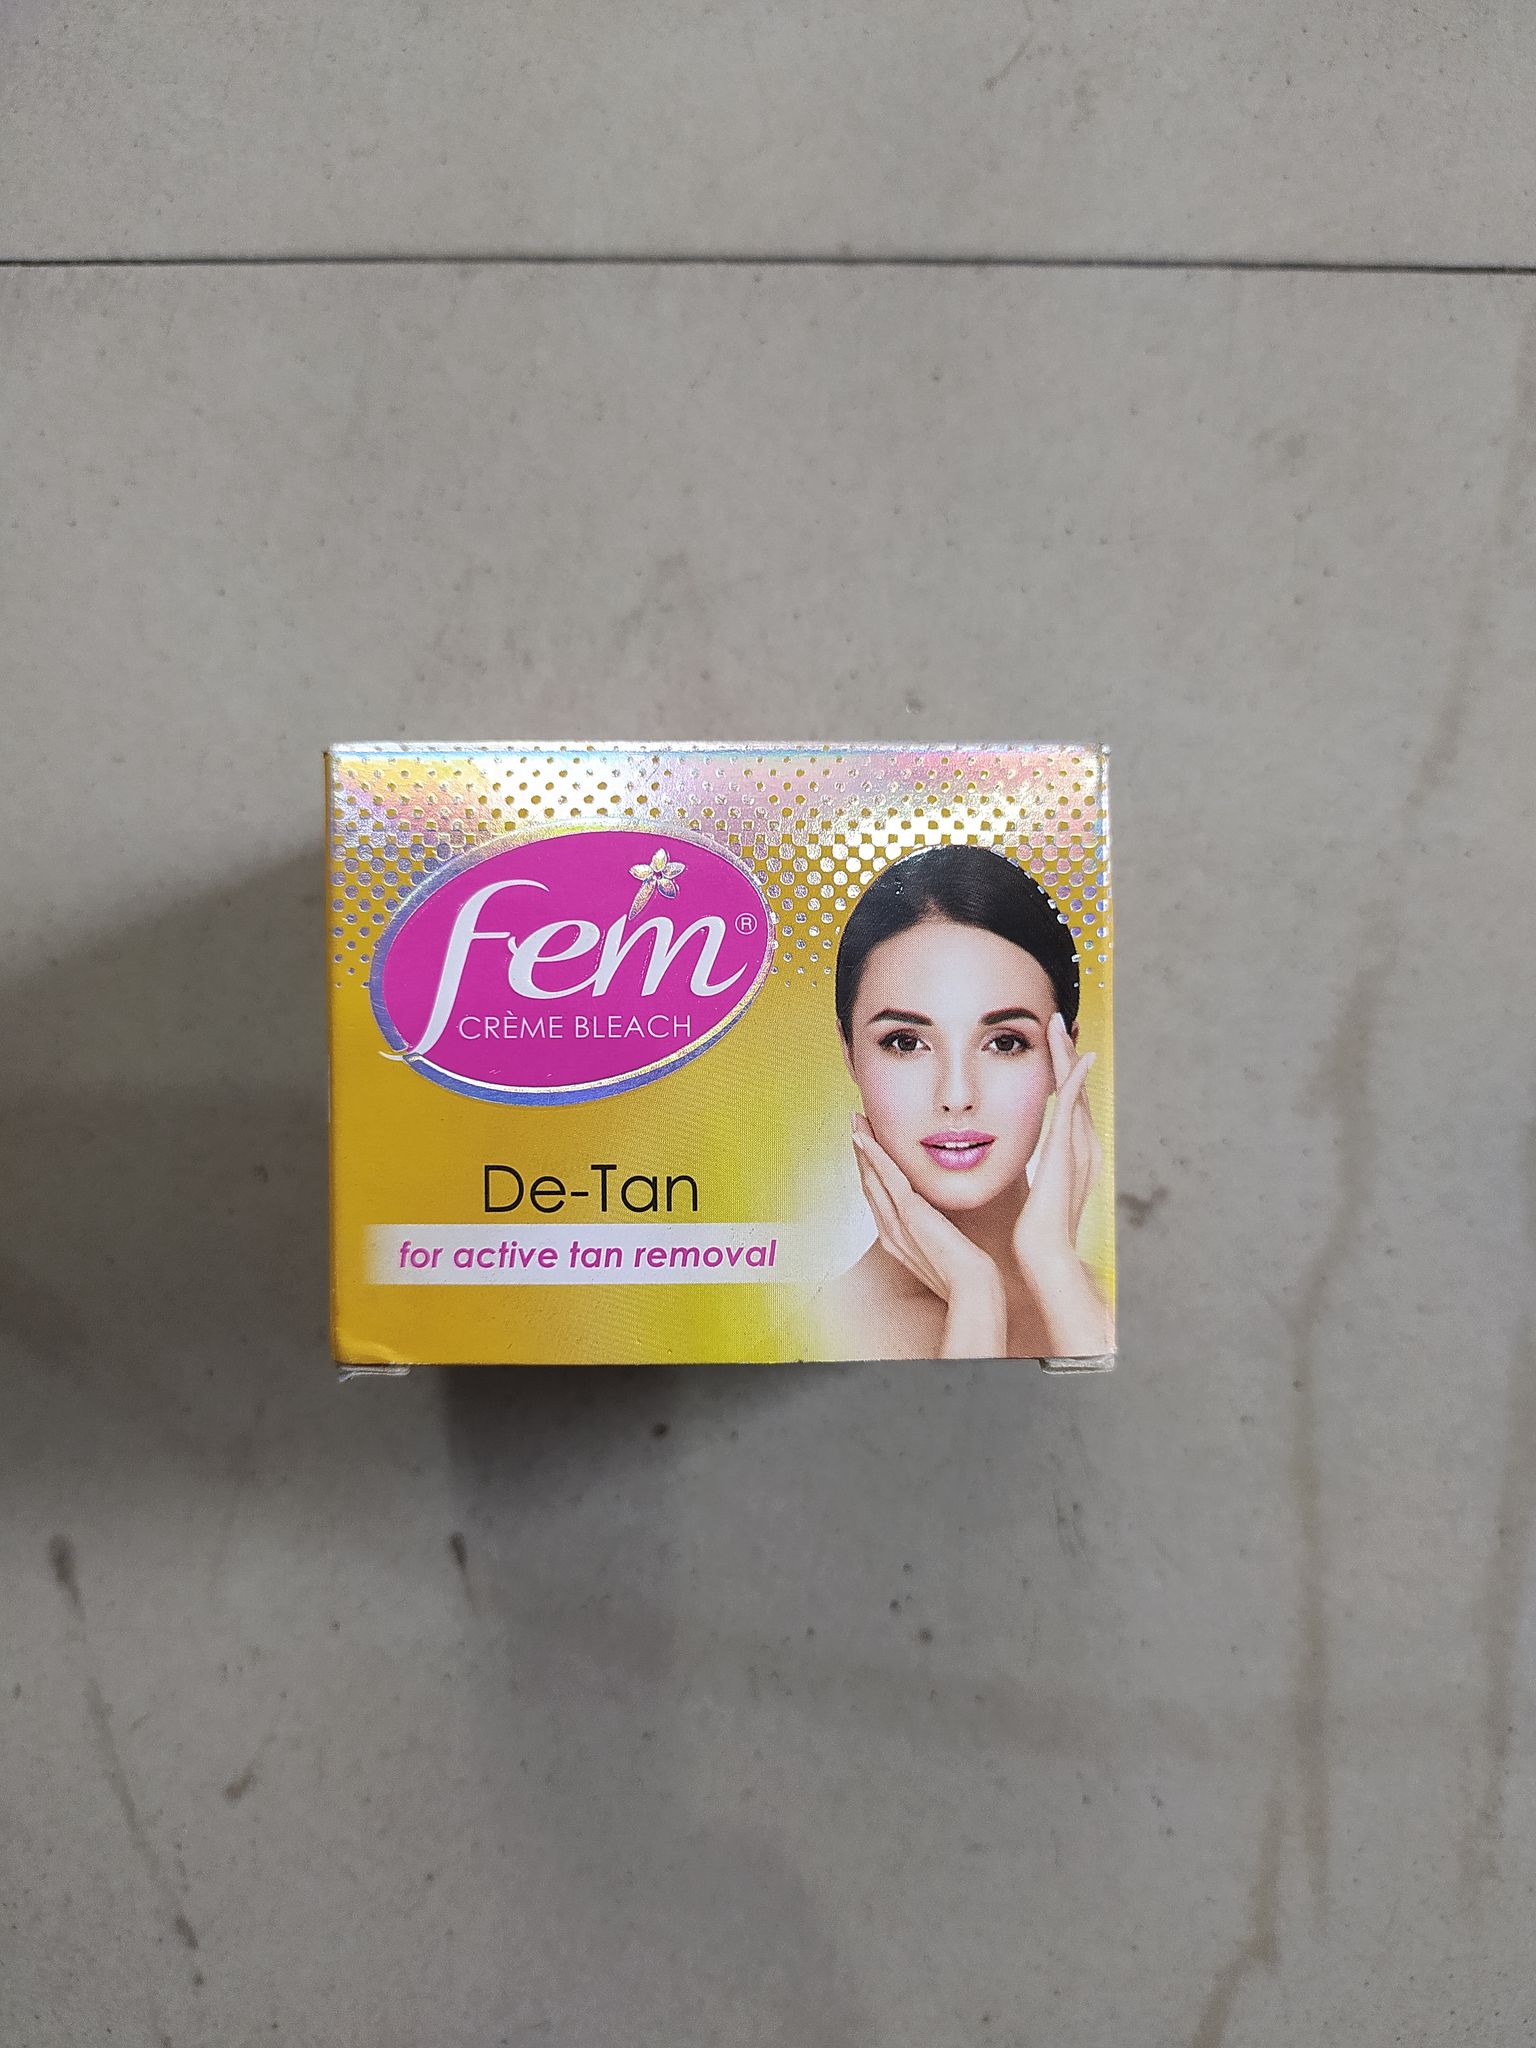 fem®
CRÈME BLEACH
De-Tan
for active tan removal